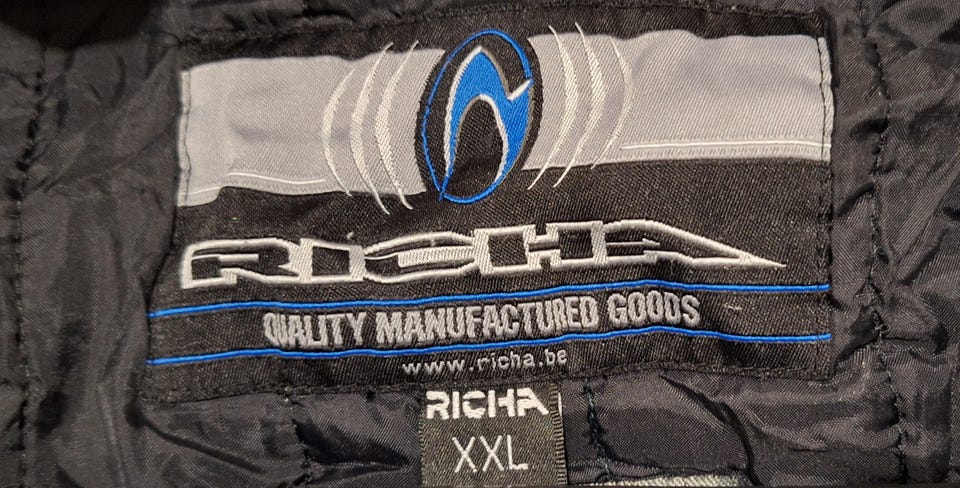 RICHA
QUALITY MANUFACTURED GOODS
www.richa.be
RICHA
XXL